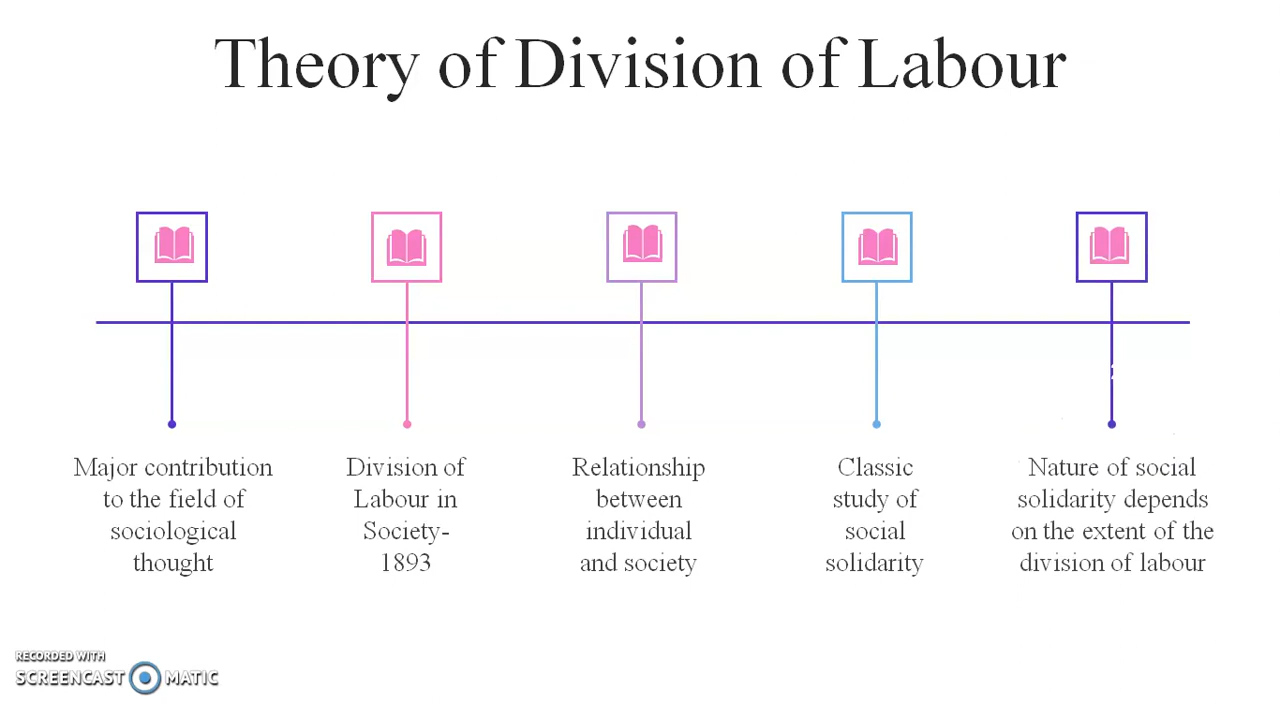 Theory of Division of Labour
Major contribution
to the field of
sociological
thought
Division of
Labour in
Society-
1893
Relationship
between
individual
and society
Classic
study of
social
solidarity
Nature of social
solidarity depends
on the extent of the
division of labour
RECORDED WITH
SCREENCAST MATIC